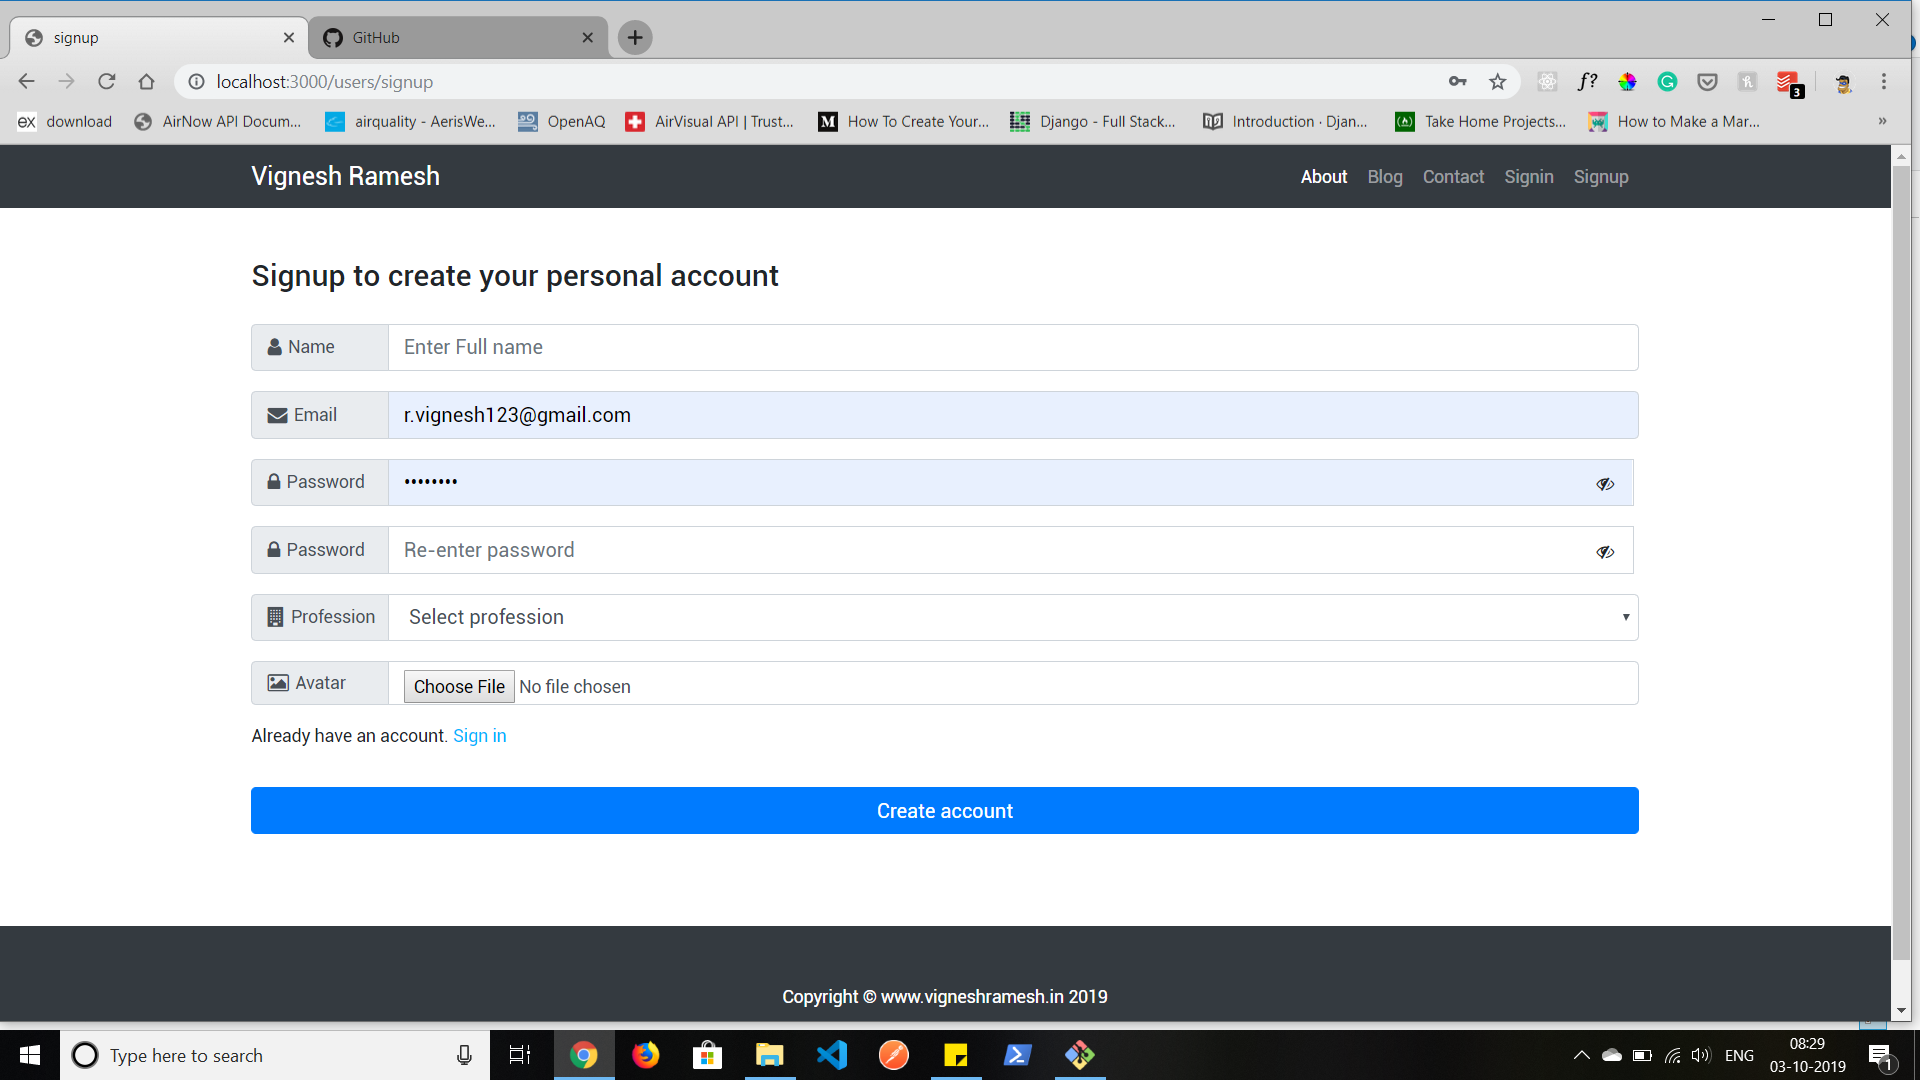 signup
GitHub
localhost:3000/users/signup
f?
3
ex download
AirNow API Docum...
airquality - AerisWe...
OpenAQ
AirVisual API | Trust...
M How To Create Your...
Django - Full Stack...
Introduction · Djan...
Take Home Projects...
How to Make a Mar...
»
Vignesh Ramesh
About Blog Contact Signin Signup
Signup to create your personal account
Name Enter Full name
Email r.vignesh123@gmail.com
Password ••••••••
Password Re-enter password
Profession Select profession
Avatar Choose File No file chosen
Already have an account. Sign in
Create account
Copyright © www.vigneshramesh.in 2019
Type here to search
ENG
08:29
03-10-2019
1